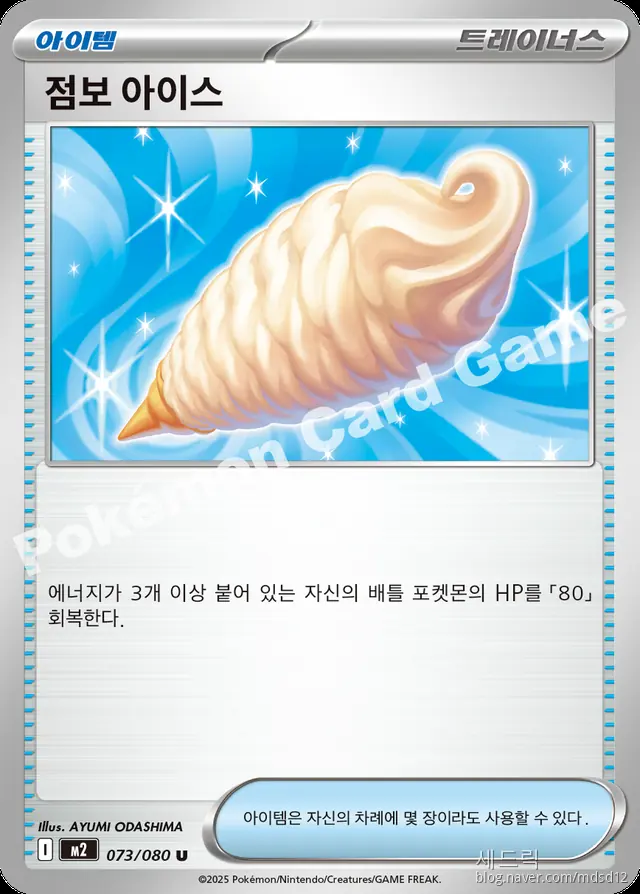 아이템
트레이너스
점보 아이스
Pokémon Card Game
에너지가 3개 이상 붙어 있는 자신의 배틀 포켓몬의 HP를 「80」
회복한다.
아이템은 자신의 차례에 몇 장이라도 사용할 수 있다.
Illus. AYUMI ODASHIMA
I M2 073/080 U
세드릭
blog.naver.com/mdsd12
©2025 Pokémon/Nintendo/Creatures/GAME FREAK.